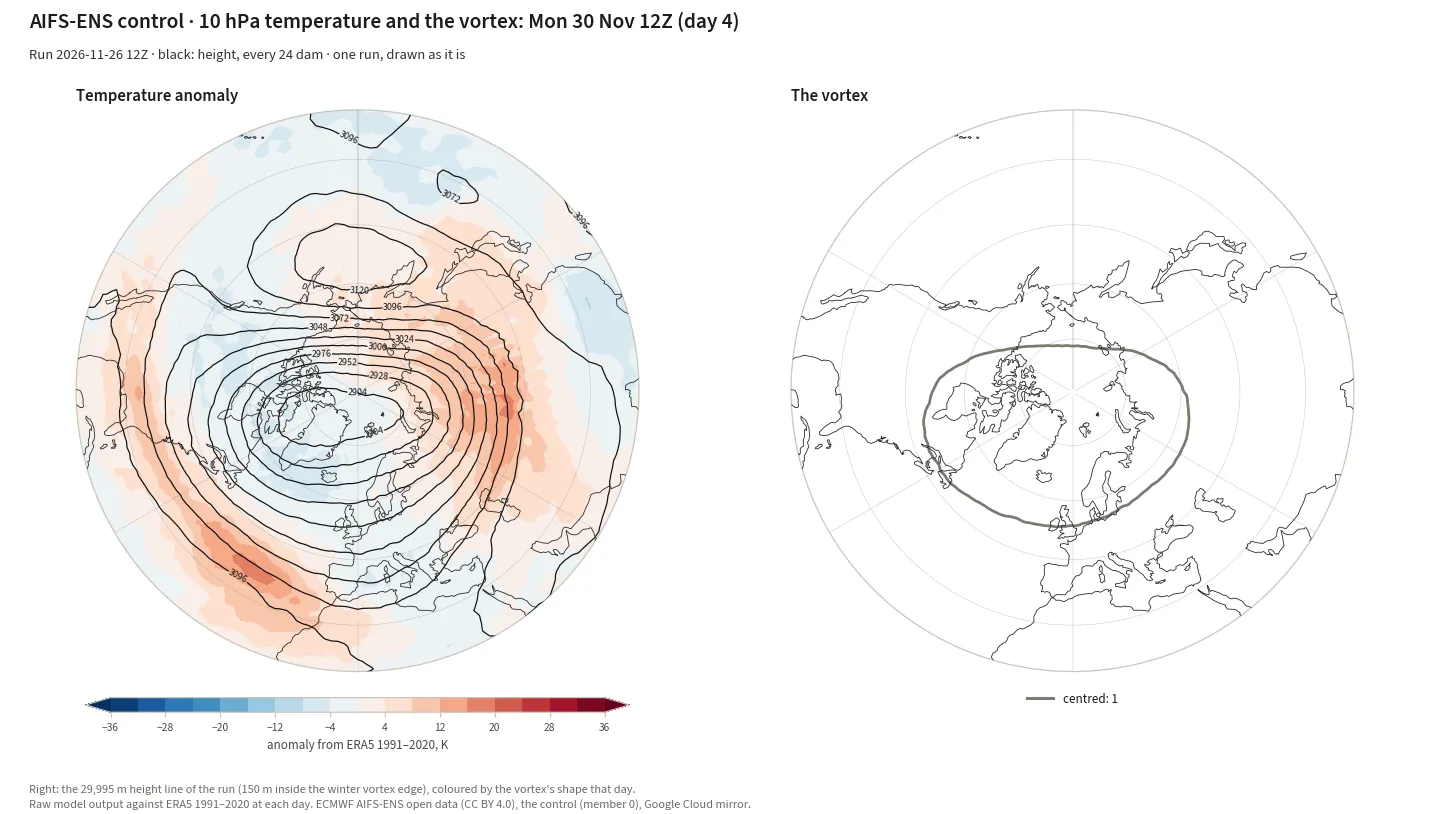 AIFS-ENS control · 10 hPa temperature and the vortex: Mon 30 Nov 12Z (day 4)
Run 2026-11-26 12Z · black: height, every 24 dam · one run, drawn as it is
Temperature anomaly
The vortex
3096
3072
3096
3120
3096
3072
3048
3024
3000
2976
2952
2928
2904
3096
−36 −28 −20 −12 −4 4 12 20 28 36
anomaly from ERA5 1991–2020, K
centred: 1
Right: the 29,995 m height line of the run (150 m inside the winter vortex edge), coloured by the vortex's shape that day.
Raw model output against ERA5 1991–2020 at each day. ECMWF AIFS-ENS open data (CC BY 4.0), the control (member 0), Google Cloud mirror.